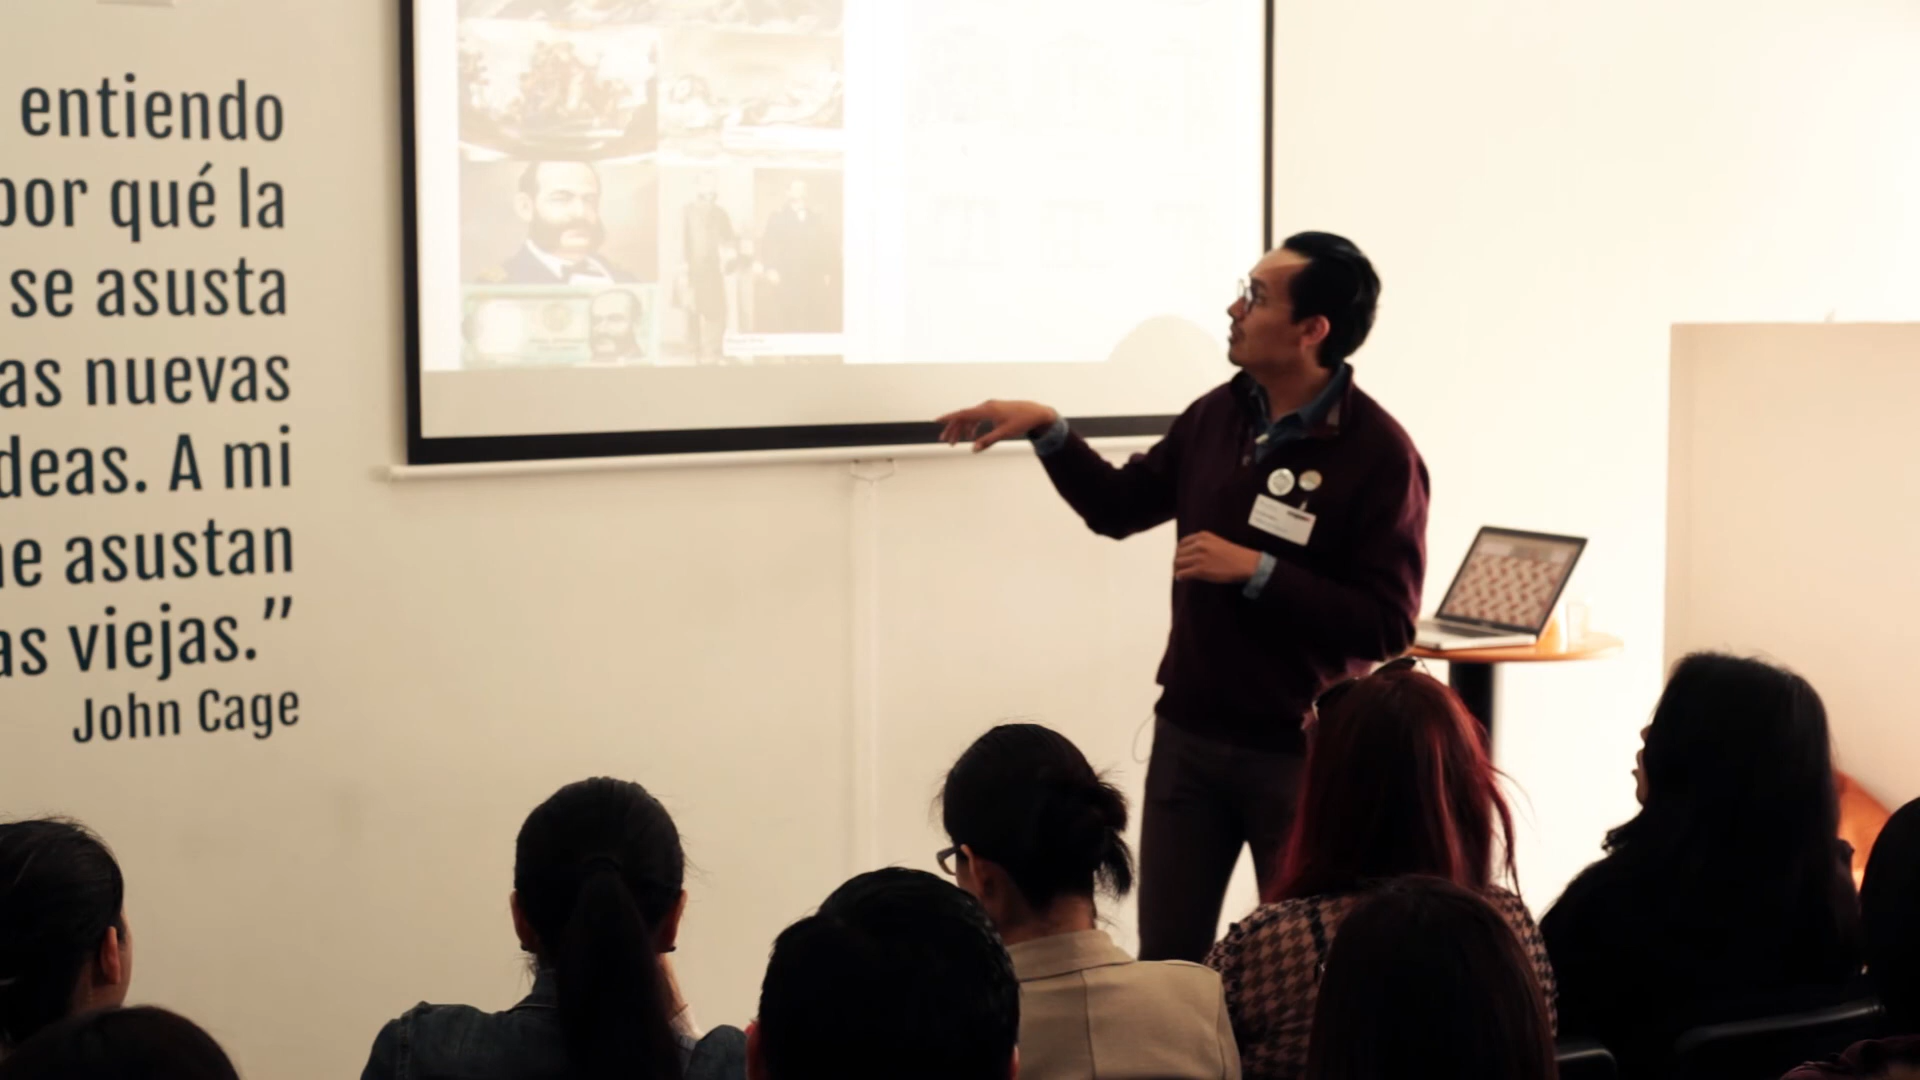 entiendo
por qué la
se asusta
as nuevas
deas. A mi
e asustan
as viejas.”
John Cage